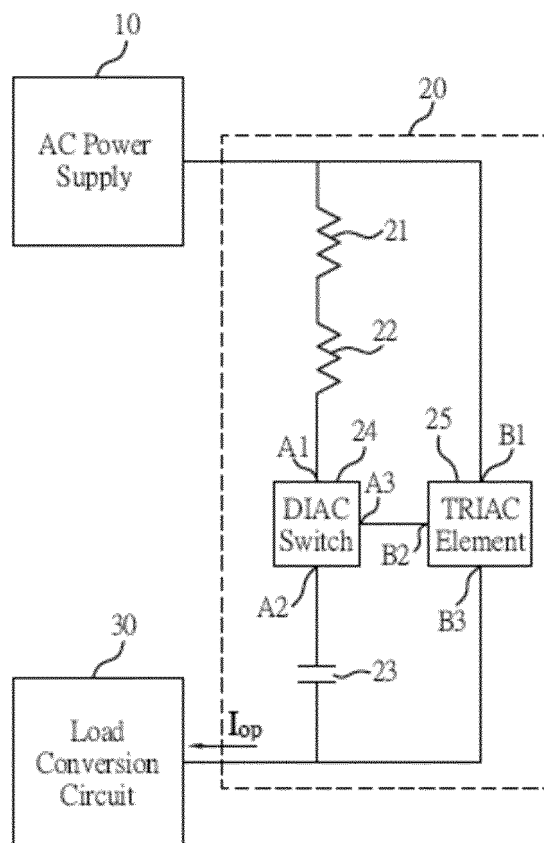 10
AC Power
Supply
20
21
22
A1
24
DIAC
Switch
A3
A2
25
B1
TRIAC
Element
B2
B3
23
30
Load
Conversion
Circuit
Iop